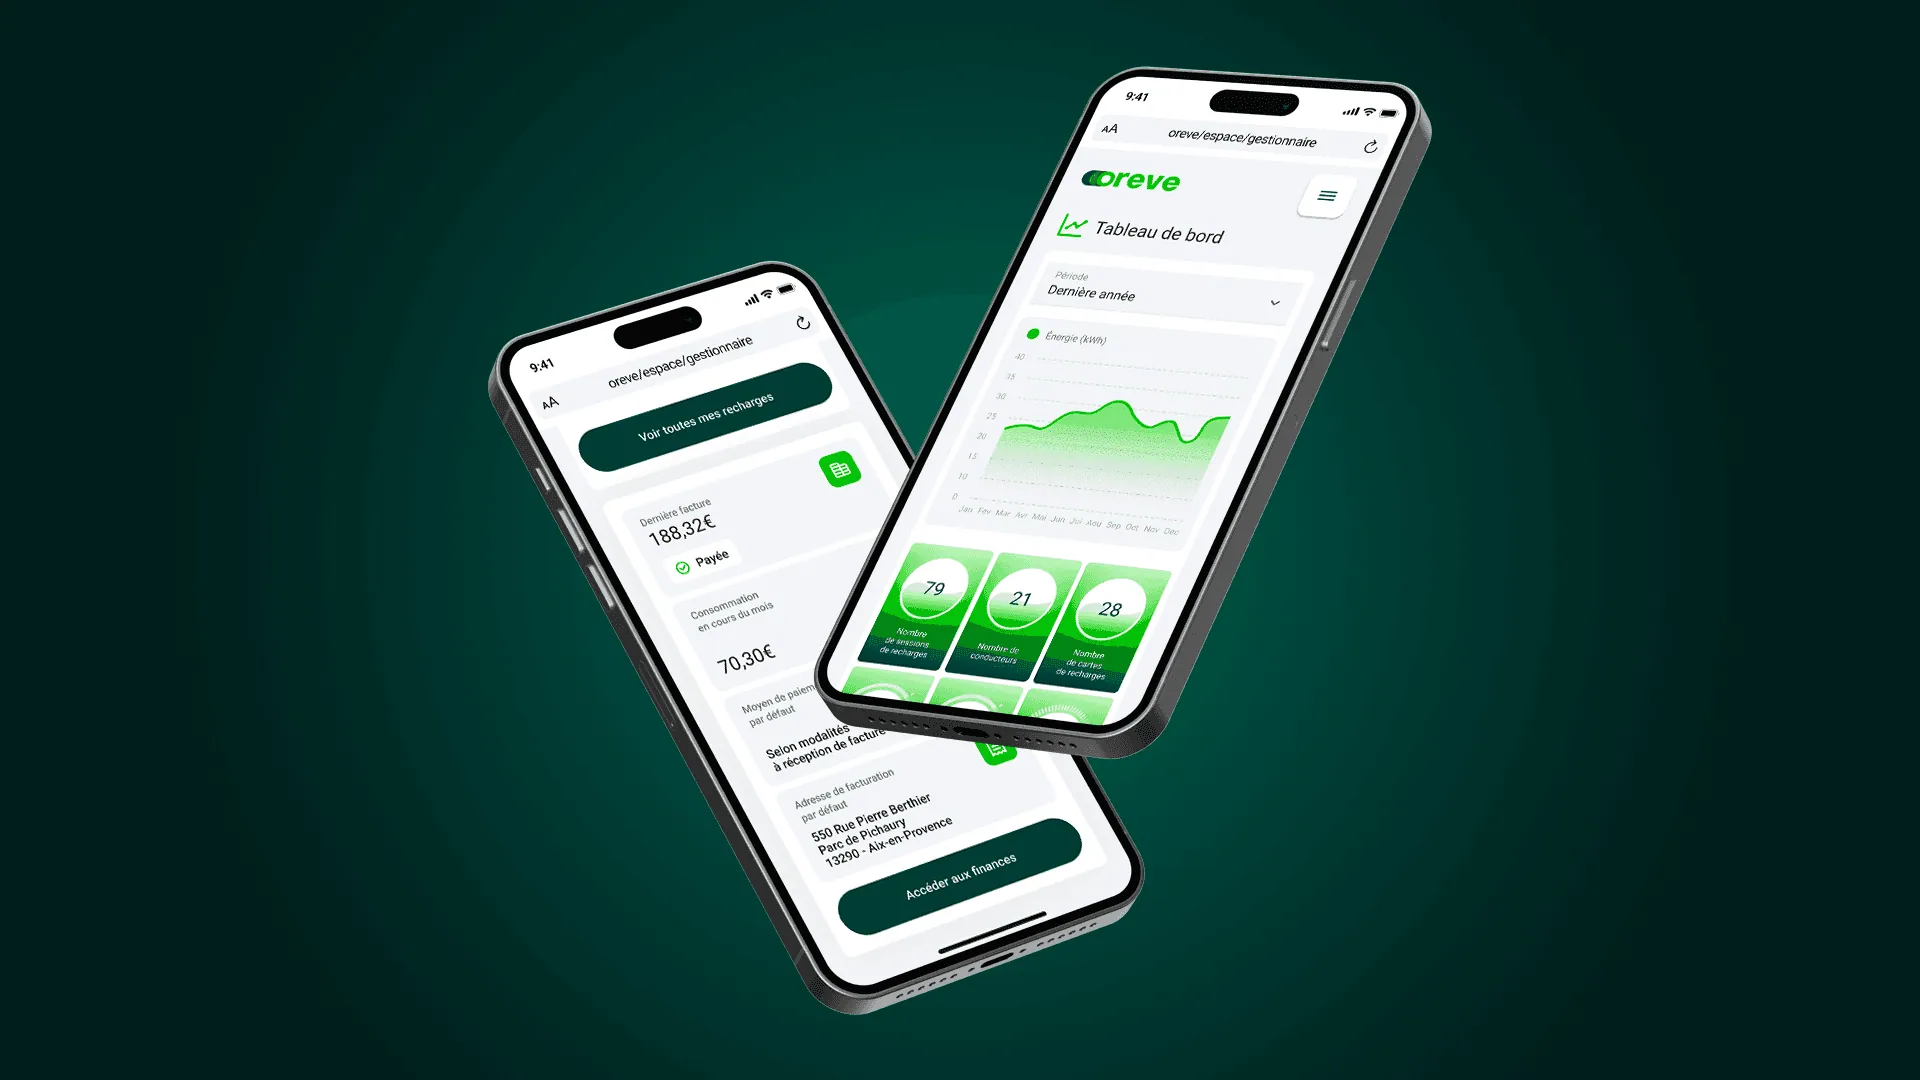 9:41
AA
oreve/espace/gestionnaire
Voir toutes mes recharges
Dernière facture
188,32€
Payée
Consommation
en cours du mois
70,30€
Moyen de paiem
par défaut
Selon modalités
à réception de facture
Adresse de facturation
par défaut
550 Rue Pierre Berthier
Parc de Pichaury
13290 - Aix-en-Provence
Accéder aux finances
9:41
AA
oreve/espace/gestionnaire
oreve
Tableau de bord
Période
Dernière année
Énergie (kWh)
40
35
30
25
20
15
10
0
Jan Fev Mar Avr Mai Jun Jui Aou Sep Oct Nov Dec
79
Nombre
de sessions
de recharges
21
Nombre de
conducteurs
28
Nombre
de cartes
de recharges